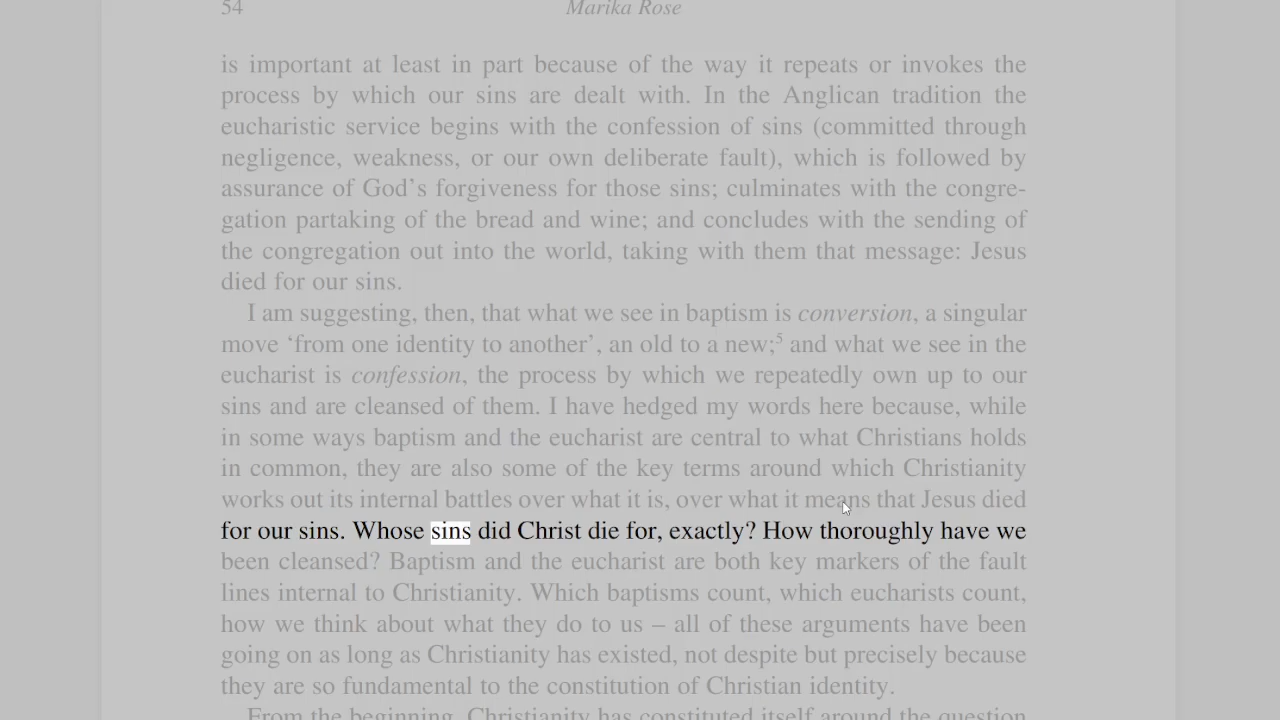 54 Marika Rose
is important at least in part because of the way it repeats or invokes the
process by which our sins are dealt with. In the Anglican tradition the
eucharistic service begins with the confession of sins (committed through
negligence, weakness, or our own deliberate fault), which is followed by
assurance of God’s forgiveness for those sins; culminates with the congre-
gation partaking of the bread and wine; and concludes with the sending of
the congregation out into the world, taking with them that message: Jesus
died for our sins.
I am suggesting, then, that what we see in baptism is conversion, a singular
move ‘from one identity to another’, an old to a new;⁵ and what we see in the
eucharist is confession, the process by which we repeatedly own up to our
sins and are cleansed of them. I have hedged my words here because, while
in some ways baptism and the eucharist are central to what Christians holds
in common, they are also some of the key terms around which Christianity
works out its internal battles over what it is, over what it means that Jesus died
for our sins. Whose sins did Christ die for, exactly? How thoroughly have we
been cleansed? Baptism and the eucharist are both key markers of the fault
lines internal to Christianity. Which baptisms count, which eucharists count,
how we think about what they do to us – all of these arguments have been
going on as long as Christianity has existed, not despite but precisely because
they are so fundamental to the constitution of Christian identity.
From the beginning, Christianity has constituted itself around the question